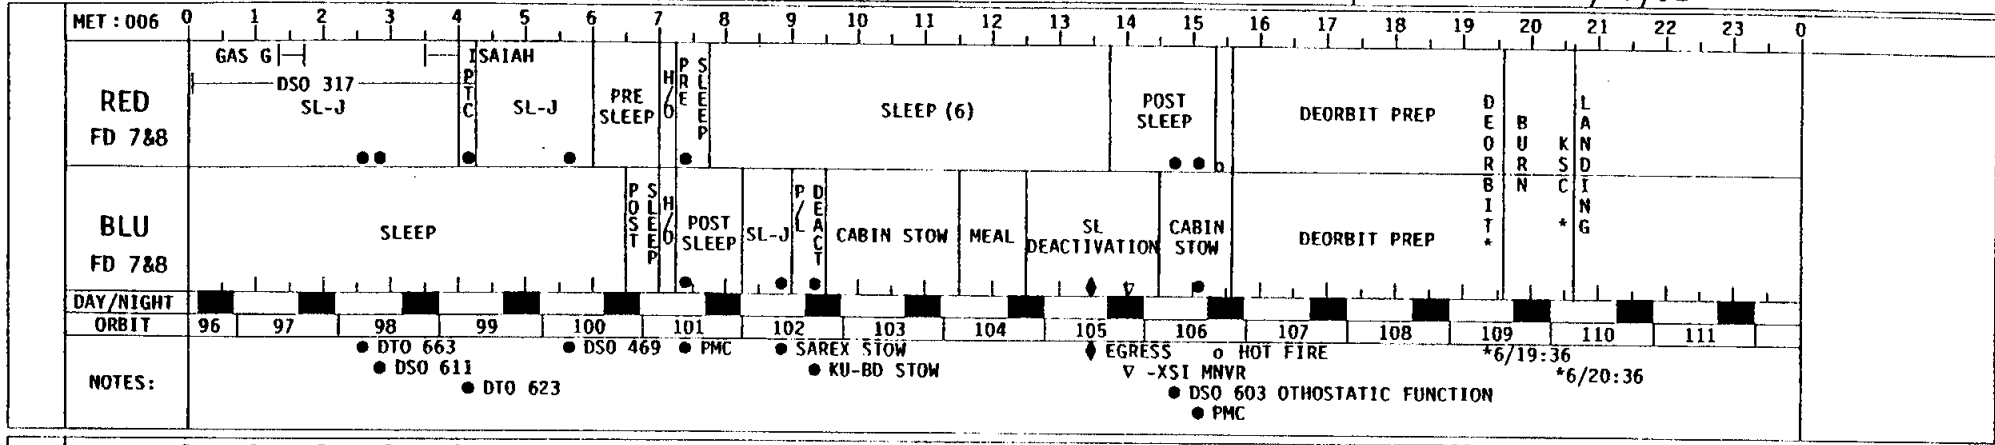 MET:006 0 1 2 3 4 5 6 7 8 9 10 11 12 13 14 15 16 17 18 19 20 21 22 23 0
GAS G ISAIAH
DSO 317
RED
FD 7&8
SL-J
PTC
SL-J
PRE
SLEEP
H/O
PRE
SLEEP
SLEEP (6)
POST
SLEEP
DEORBIT PREP
DEORBIT*
BURN
KSC *
LANDING
BLU
FD 7&8
SLEEP
POST
SLEEP
H/O
POST
SLEEP
SL-J
P/L
DEACT
CABIN STOW
MEAL
SL
DEACTIVATION
CABIN
STOW
DEORBIT PREP
DAY/NIGHT
ORBIT 96 97 98 99 100 101 102 103 104 105 106 107 108 109 110 111
NOTES:
● DTO 663 ● DSO 469 ● PMC ● SAREX STOW ♦ EGRESS o HOT FIRE *6/19:36
● DSO 611 ● KU-BD STOW ▽ -XSI MNVR *6/20:36
● DTO 623 ● DSO 603 OTHOSTATIC FUNCTION
● PMC